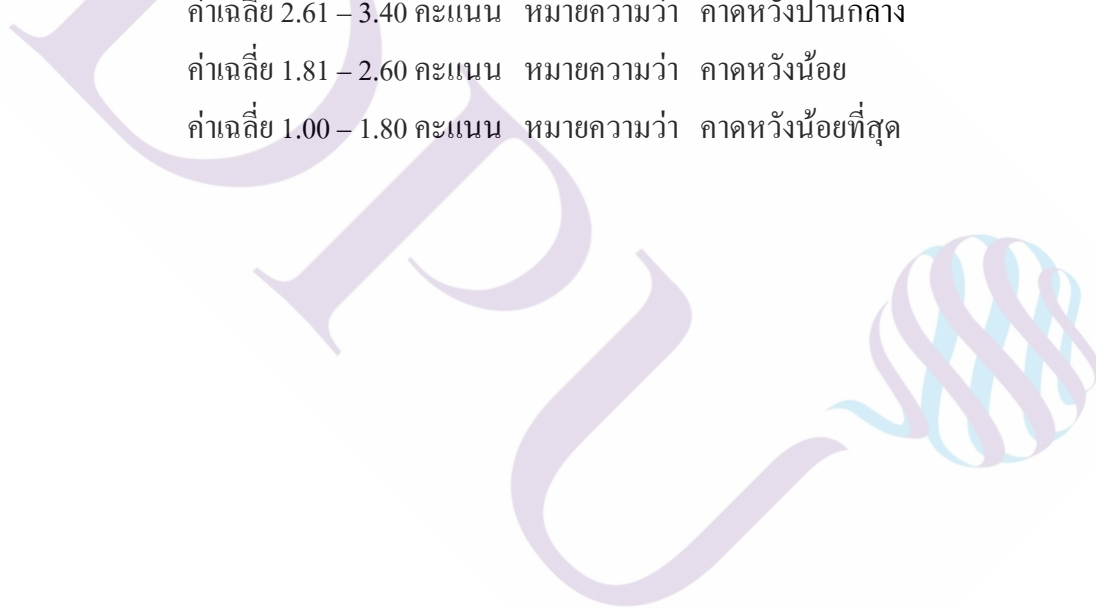 ค่าเฉลี่ย 2.61 – 3.40 คะแนน หมายความว่า คาดหวังปานกลาง
ค่าเฉลี่ย 1.81 – 2.60 คะแนน หมายความว่า คาดหวังน้อย
ค่าเฉลี่ย 1.00 – 1.80 คะแนน หมายความว่า คาดหวังน้อยที่สุด
DPU